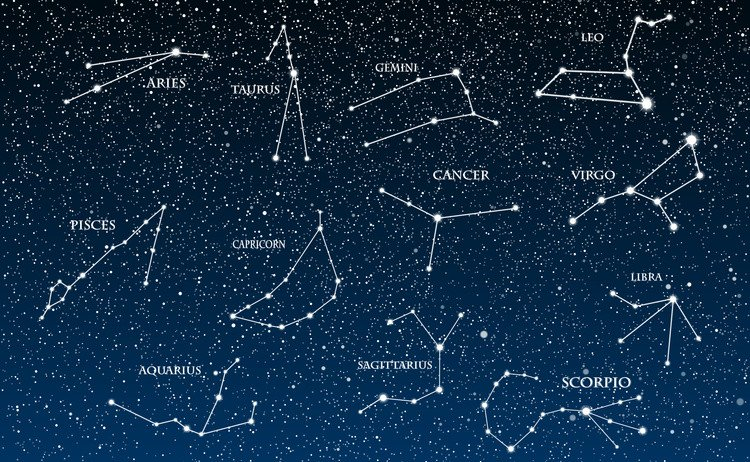 LEO
GEMINI
ARIES
TAURUS
CANCER
VIRGO
PISCES
CAPRICORN
LIBRA
AQUARIUS
SAGITTARIUS
SCORPIO